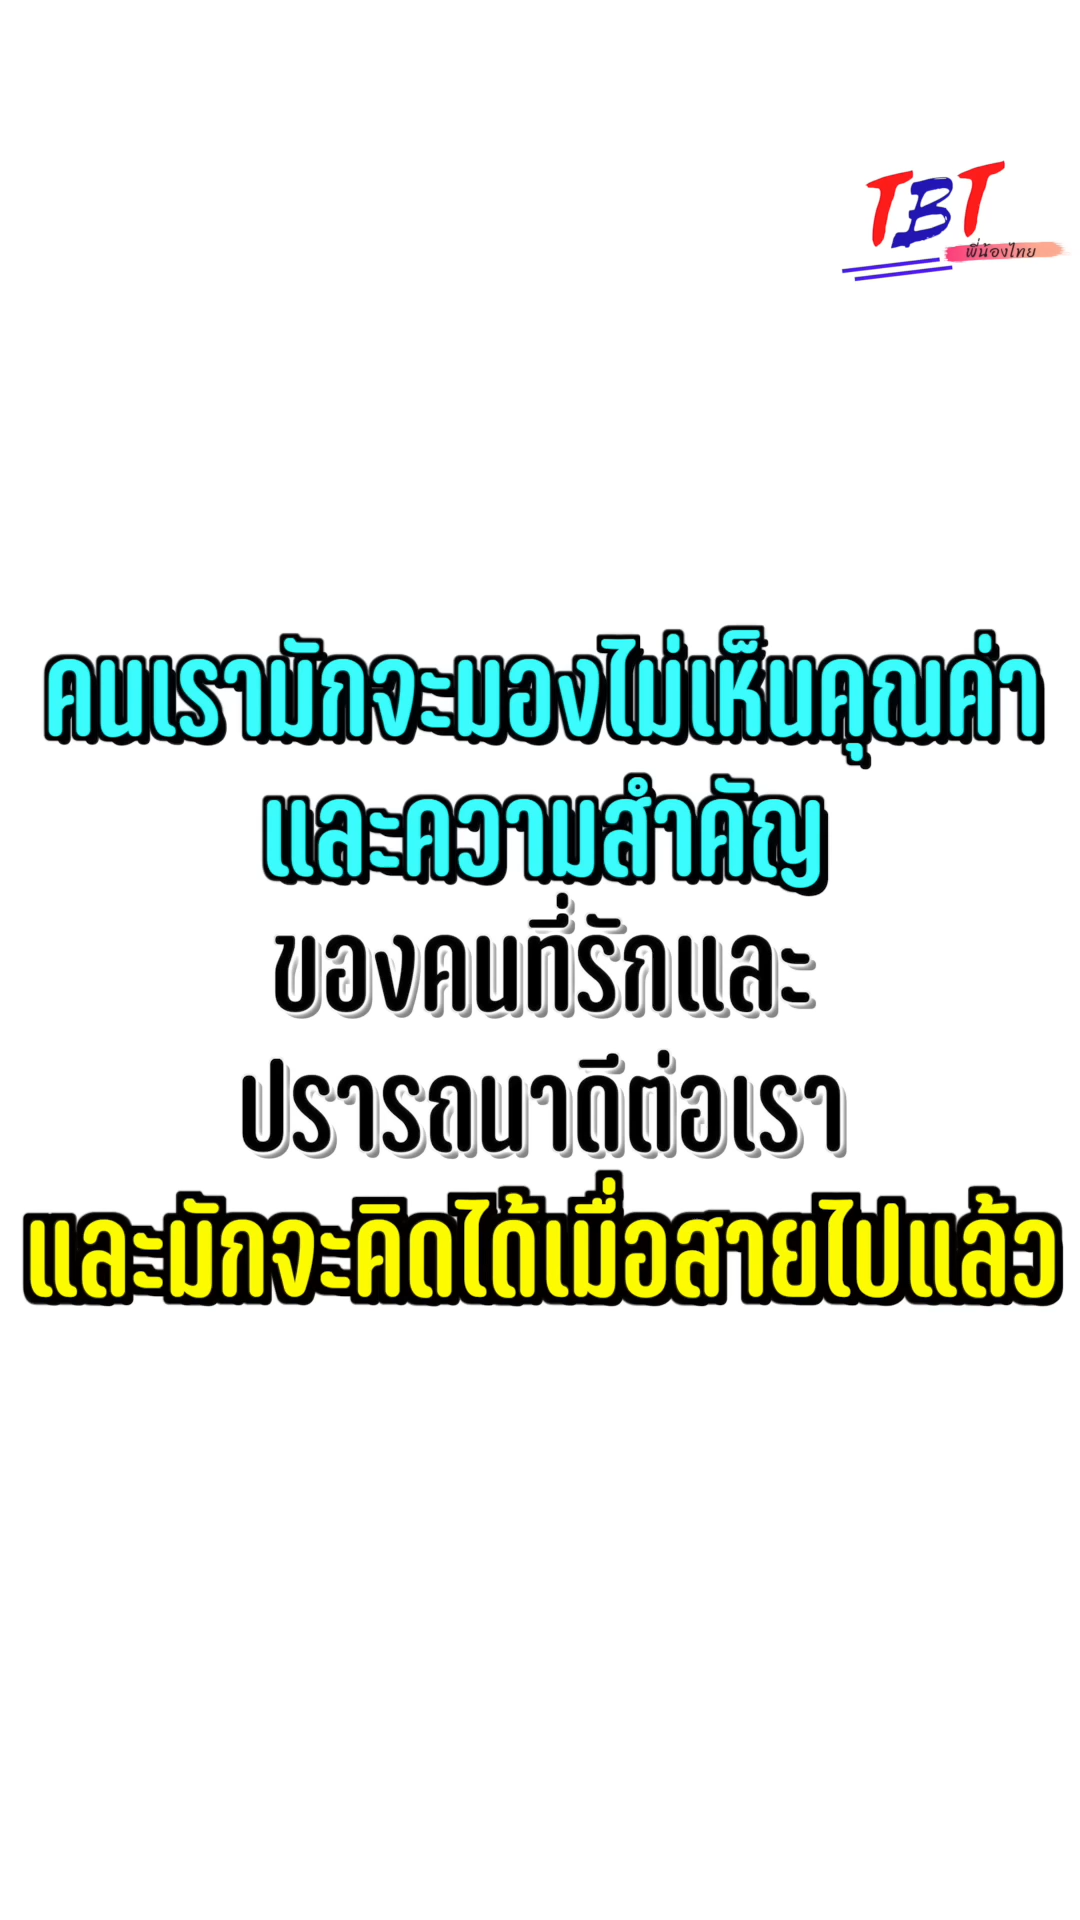 TBT
พี่น้องไทย
คนเรามักจะมองไม่เห็นคุณค่า
และความสำคัญ
ของคนที่รักและ
ปรารถนาดีต่อเรา
และมักจะคิดได้เมื่อสายไปแล้ว